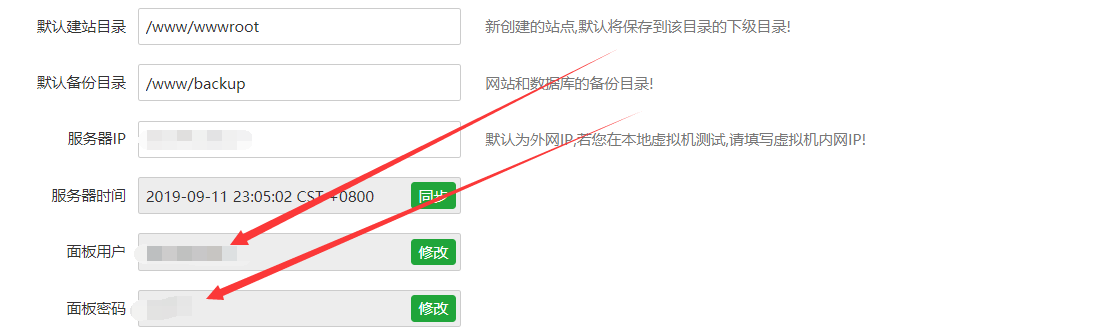 默认建站目录 /www/wwwroot 新创建的站点,默认将保存到该目录的下级目录!
默认备份目录 /www/backup 网站和数据库的备份目录!
服务器IP 默认为外网IP,若您在本地虚拟机测试,请填写虚拟机内网IP!
服务器时间 2019-09-11 23:05:02 CST +0800 同步
面板用户 修改
面板密码 修改